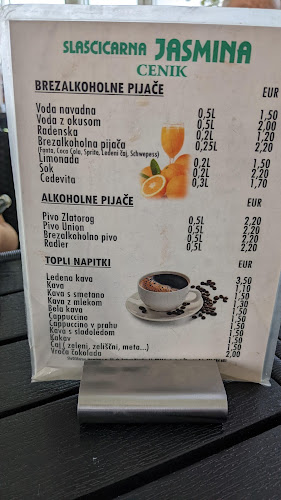 SLAŠČIČARNA JASMINA
CENIK
BREZALKOHOLNE PIJAČE EUR
Voda navadna 0,5L 1,50
Voda z okusom 0,5L 2,00
Radenska 0,2L 1,20
Brezalkoholna pijača 0,25L 2,20
(Fanta, Coca Cola, Sprite, Ledeni čaj, Schwepess)
Limonada 0,2L 1,50
Sok 0,2L 2,20
Cedevita 0,3L 1,70
ALKOHOLNE PIJAČE EUR
Pivo Zlatorog 0,5L 2,20
Pivo Union 0,5L 2,20
Brezalkoholno pivo 0,5L 2,20
Radler 0,5L 2,20
TOPLI NAPITKI EUR
Ledena kava 3,50
Kava 1,10
Kava s smetano 1,50
Kava z mlekom
Bela kava 1,50
Cappuccino 1,50
Cappuccino v prahu 1,50
Kava s sladoledom
Kakav 1,50
Čaj ( zeleni, zeliščni, meta...) 1,50
Vroča čokolada 2,00